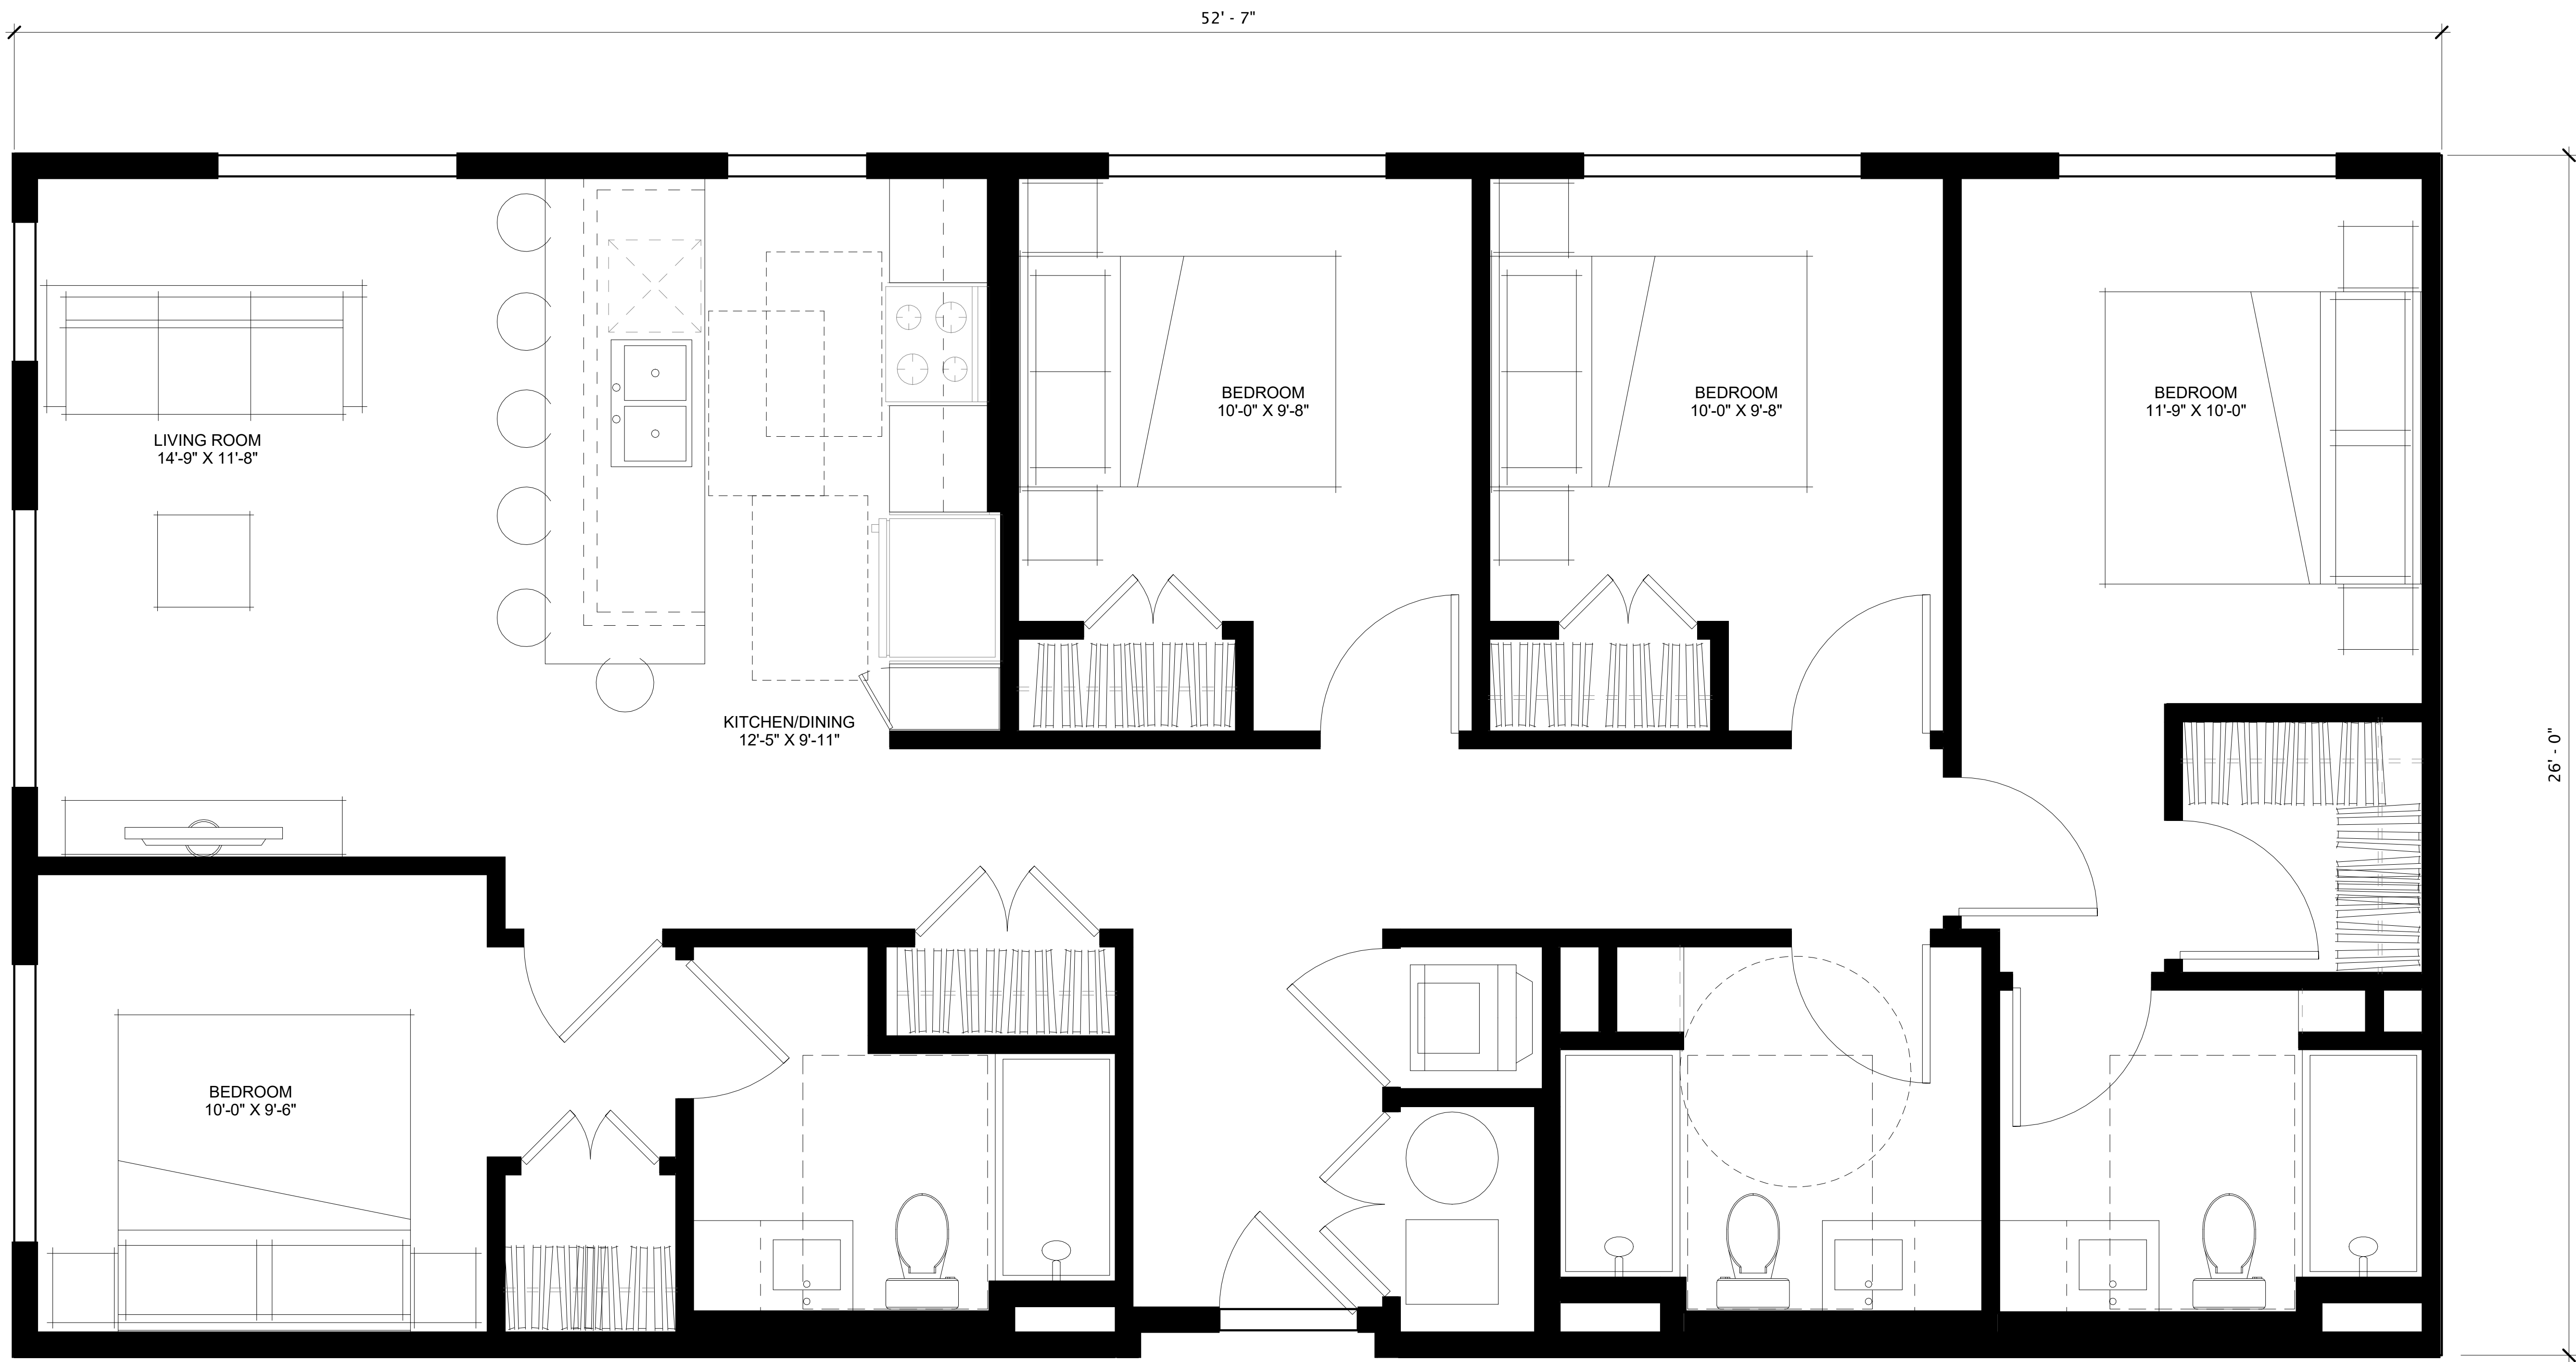 52' - 7"
BEDROOM
10'-0" X 9'-8"
BEDROOM
10'-0" X 9'-8"
BEDROOM
11'-9" X 10'-0"
LIVING ROOM
14'-9" X 11'-8"
KITCHEN/DINING
12'-5" X 9'-11"
26' - 0"
BEDROOM
10'-0" X 9'-6"